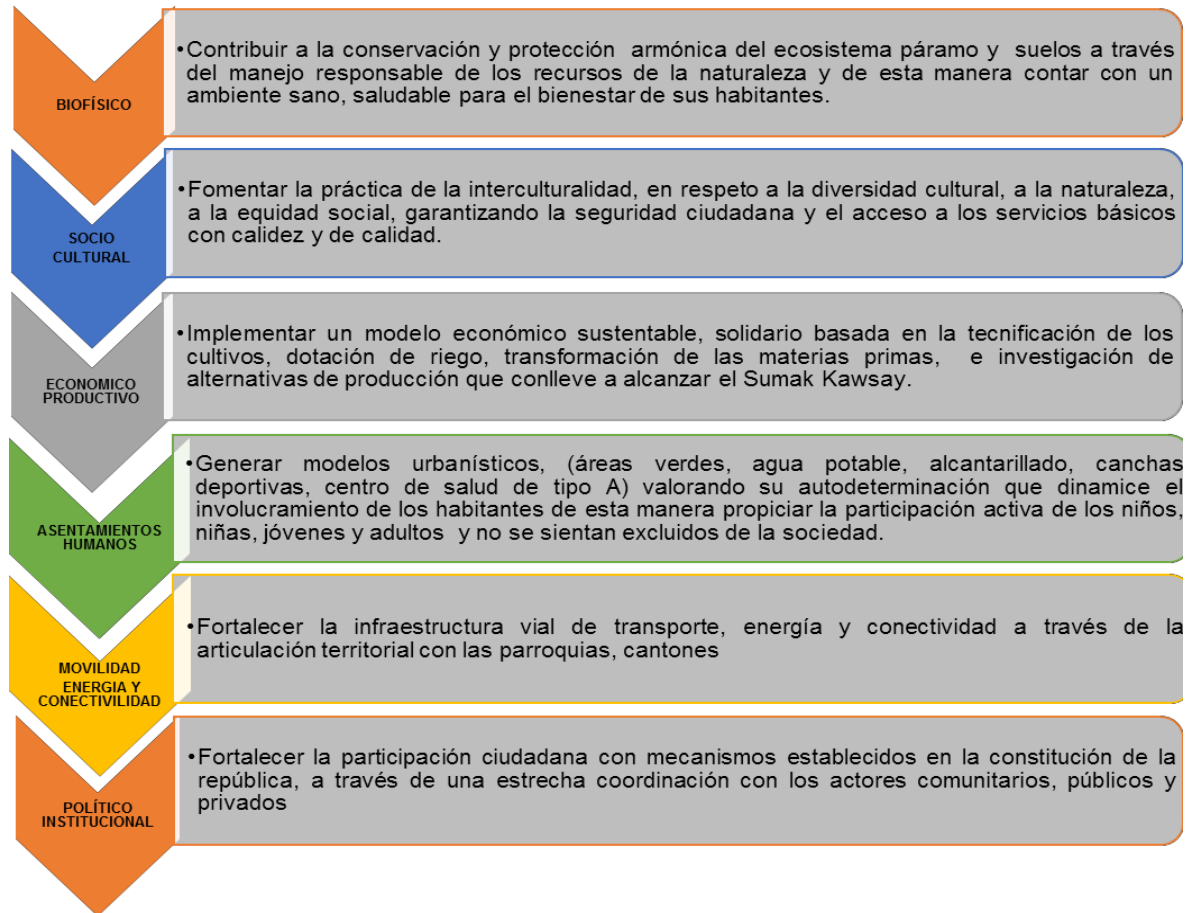 BIOFÍSICO
•Contribuir a la conservación y protección armónica del ecosistema páramo y suelos a través
del manejo responsable de los recursos de la naturaleza y de esta manera contar con un
ambiente sano, saludable para el bienestar de sus habitantes.
SOCIO
CULTURAL
•Fomentar la práctica de la interculturalidad, en respeto a la diversidad cultural, a la naturaleza,
a la equidad social, garantizando la seguridad ciudadana y el acceso a los servicios básicos
con calidez y de calidad.
ECONOMICO
PRODUCTIVO
•Implementar un modelo económico sustentable, solidario basada en la tecnificación de los
cultivos, dotación de riego, transformación de las materias primas, e investigación de
alternativas de producción que conlleve a alcanzar el Sumak Kawsay.
ASENTAMIENTOS
HUMANOS
•Generar modelos urbanísticos, (áreas verdes, agua potable, alcantarillado, canchas
deportivas, centro de salud de tipo A) valorando su autodeterminación que dinamice el
involucramiento de los habitantes de esta manera propiciar la participación activa de los niños,
niñas, jóvenes y adultos y no se sientan excluidos de la sociedad.
MOVILIDAD
ENERGIA Y
CONECTIVILIDAD
•Fortalecer la infraestructura vial de transporte, energía y conectividad a través de la
articulación territorial con las parroquias, cantones
POLÍTICO
INSTITUCIONAL
•Fortalecer la participación ciudadana con mecanismos establecidos en la constitución de la
república, a través de una estrecha coordinación con los actores comunitarios, públicos y
privados